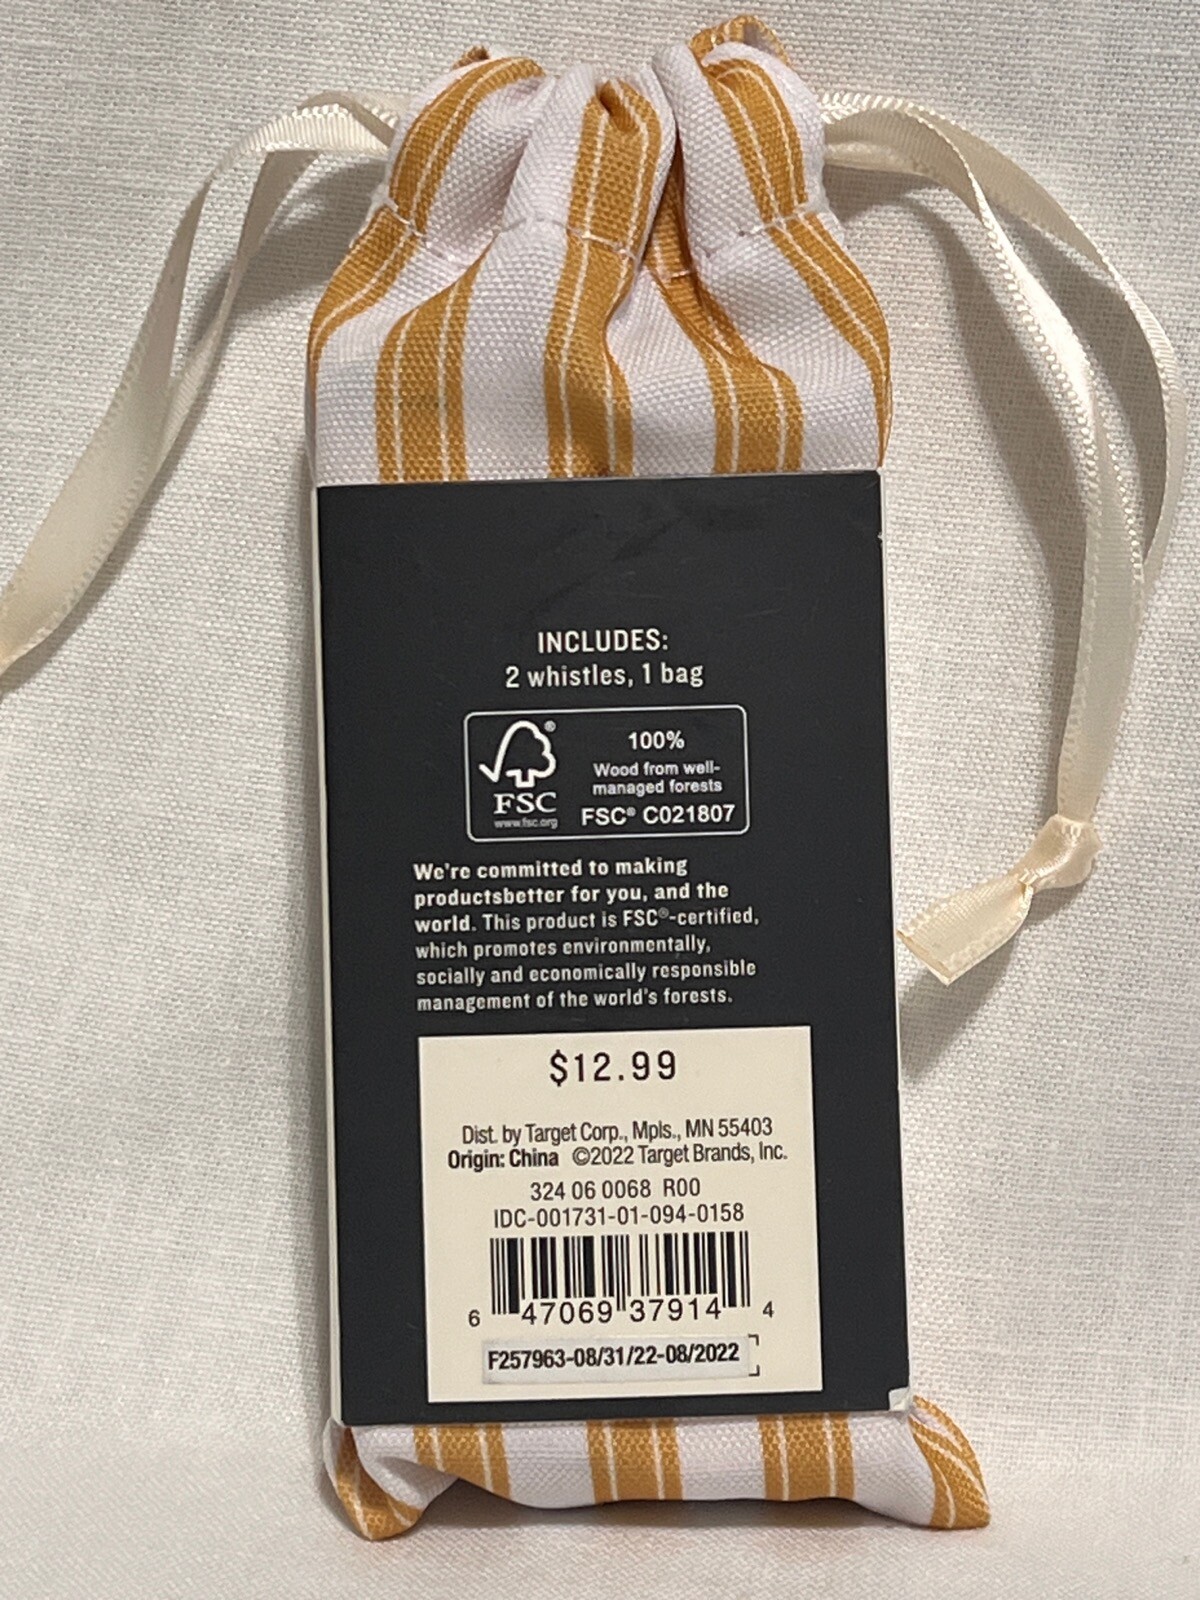 INCLUDES:
2 whistles, 1 bag
®
FSC
www.fsc.org
100%
Wood from well-
managed forests
FSC® C021807
We're committed to making
productsbetter for you, and the
world. This product is FSC®-certified,
which promotes environmentally,
socially and economically responsible
management of the world's forests.
$12.99
Dist. by Target Corp., Mpls., MN 55403
Origin: China ©2022 Target Brands, Inc.
324 06 0068 R00
IDC-001731-01-094-0158
6 47069 37914 4
F257963-08/31/22-08/2022